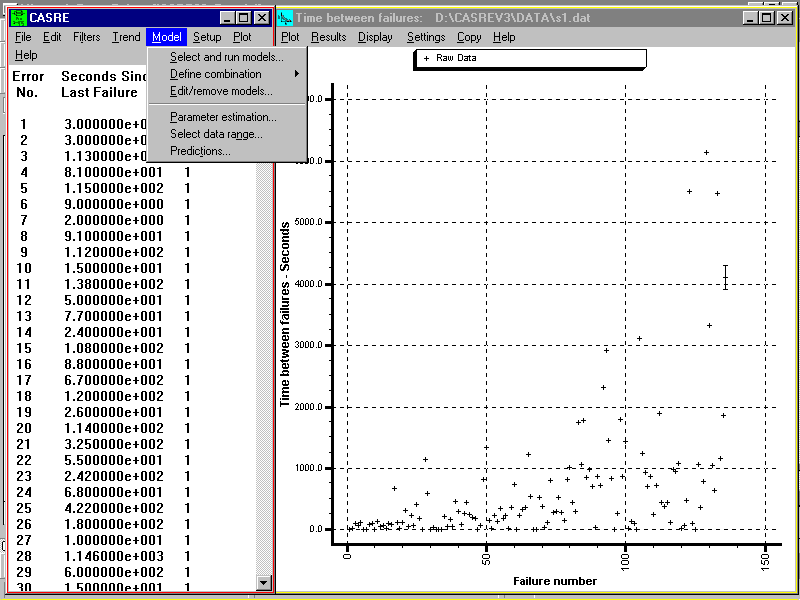 CASRE
File Edit Filters Trend Model Setup Plot
Help
Select and run models...
Define combination
Edit/remove models...
Parameter estimation...
Select data range...
Predictions...
Error Seconds Sinc
No. Last Failure
1 3.000000e+0
2 3.000000e+0
3 1.130000e+0
4 8.100000e+001 1
5 1.150000e+002 1
6 9.000000e+000 1
7 2.000000e+000 1
8 9.100000e+001 1
9 1.120000e+002 1
10 1.500000e+001 1
11 1.380000e+002 1
12 5.000000e+001 1
13 7.700000e+001 1
14 2.400000e+001 1
15 1.080000e+002 1
16 8.800000e+001 1
17 6.700000e+002 1
18 1.200000e+002 1
19 2.600000e+001 1
20 1.140000e+002 1
21 3.250000e+002 1
22 5.500000e+001 1
23 2.420000e+002 1
24 6.800000e+001 1
25 4.220000e+002 1
26 1.800000e+002 1
27 1.000000e+001 1
28 1.146000e+003 1
29 6.000000e+002 1
30 1.500000e+001 1
Time between failures: D:\CASREV3\DATA\s1.dat
Plot Results Display Settings Copy Help
+ Raw Data
Time between failures - Seconds
5000.0
4000.0
3000.0
2000.0
1000.0
0.0
0 50 100 150
Failure number